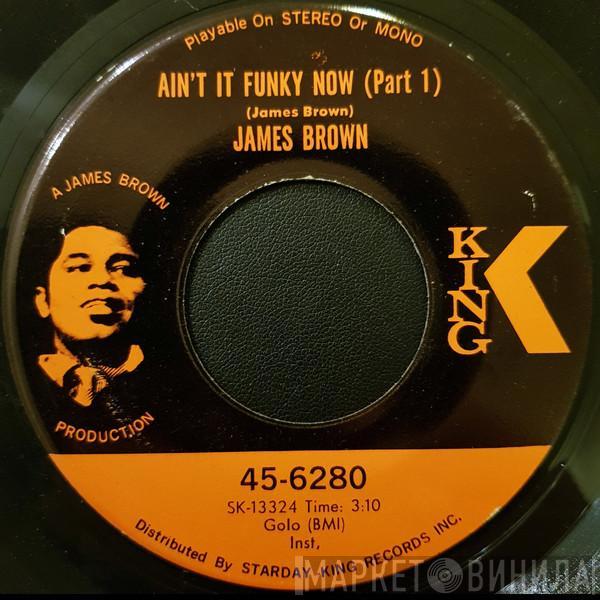 Playable On STEREO Or MONO
AIN'T IT FUNKY NOW (Part 1)
(James Brown)
JAMES BROWN
A JAMES BROWN
PRODUCTION
KING
45-6280
SK-13324 Time: 3:10
Golo (BMI)
Inst,
Distributed By STARDAY KING RECORDS INC.
МАРКЕТ ВИНИЛА